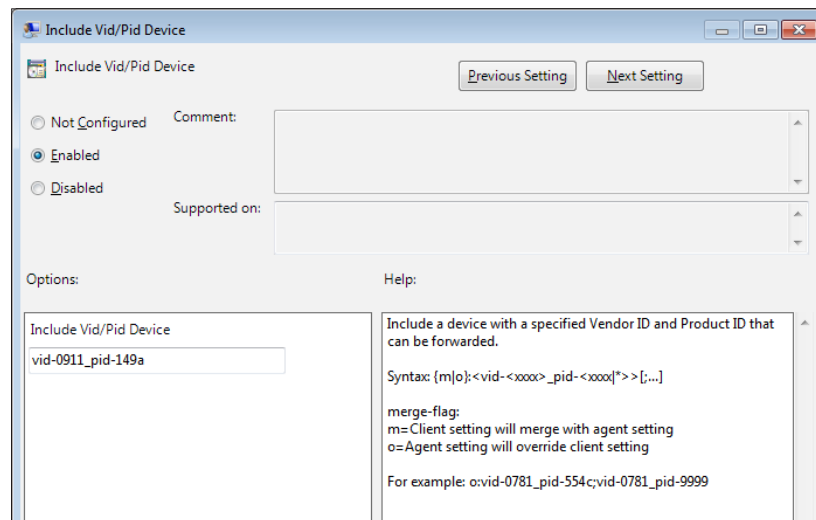 Include Vid/Pid Device
Include Vid/Pid Device
Previous Setting
Next Setting
Not Configured
Comment:
Enabled
Disabled
Supported on:
Options:
Help:
Include Vid/Pid Device
vid-0911_pid-149a
Include a device with a specified Vendor ID and Product ID that
can be forwarded.
Syntax: {m|o}:<vid-<xxxx>_pid-<xxxx|*>>[;...]
merge-flag:
m=Client setting will merge with agent setting
o=Agent setting will override client setting
For example: o:vid-0781_pid-554c;vid-0781_pid-9999